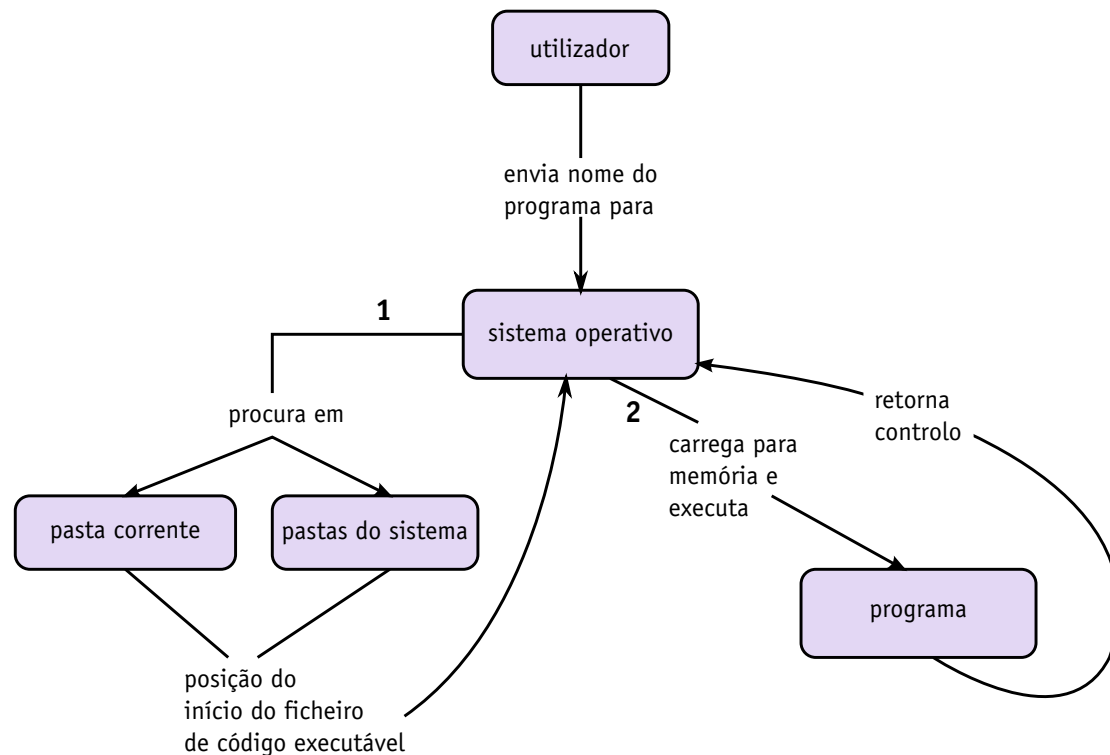 utilizador
envia nome do
programa para
1
sistema operativo
2
procura em
carrega para
memória e
executa
retorna
controlo
pasta corrente
pastas do sistema
programa
posição do
início do ficheiro
de código executável